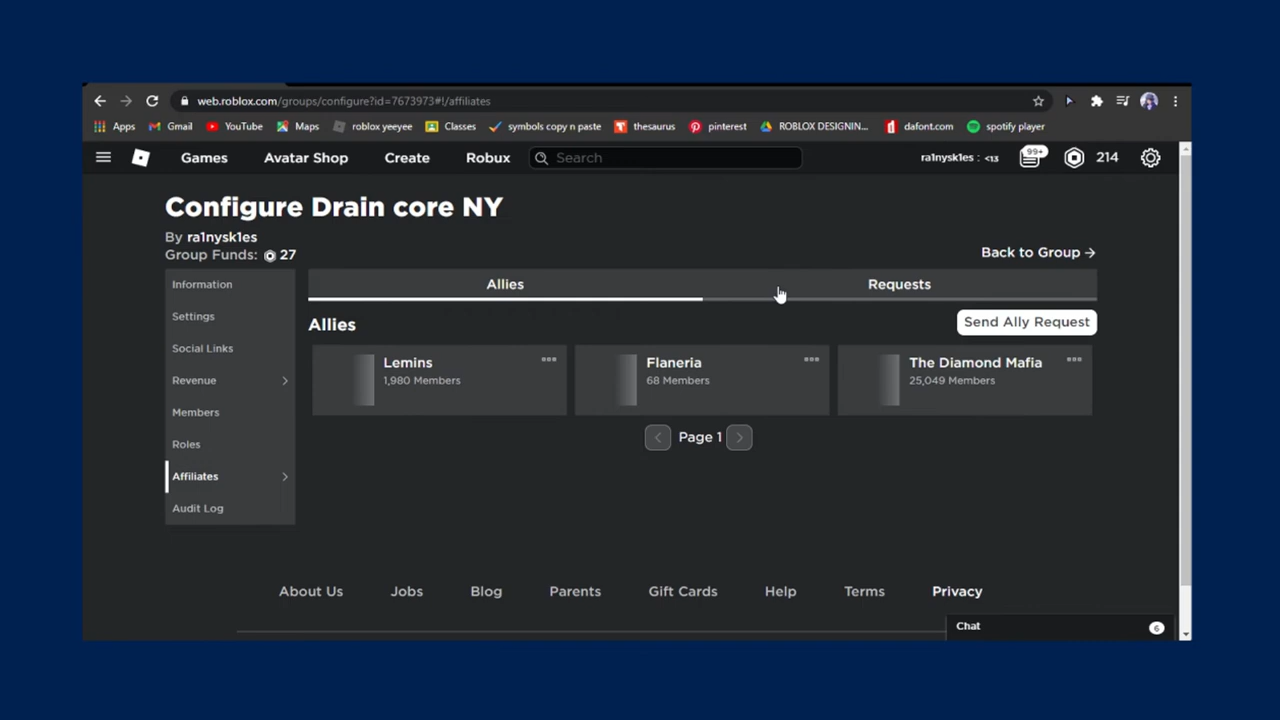 web.roblox.com/groups/configure?id=7673973#!/affiliates
Apps Gmail YouTube Maps roblox yeeyee Classes symbols copy n paste thesaurus pinterest ROBLOX DESIGNIN... dafont.com spotify player
Games Avatar Shop Create Robux Search ra1nysk1es : <13 99+ 214
Configure Drain core NY
By ra1nysk1es
Group Funds: 27
Back to Group
Information
Settings
Social Links
Revenue
Members
Roles
Affiliates
Audit Log
Allies Requests
Allies
Send Ally Request
Lemins
1,980 Members
Flaneria
68 Members
The Diamond Mafia
25,049 Members
Page 1
About Us Jobs Blog Parents Gift Cards Help Terms Privacy
Chat 6